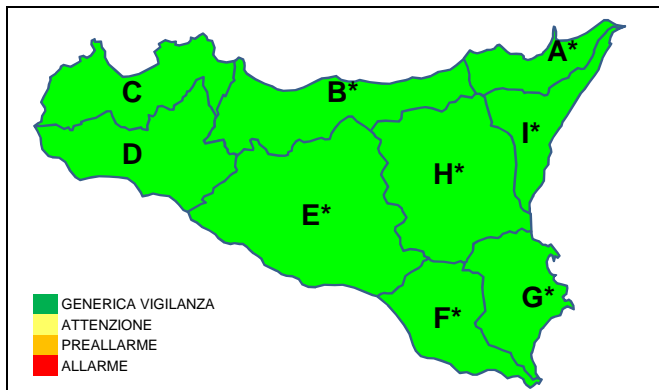 A*
C
B*
I*
D
H*
E*
G*
F*
GENERICA VIGILANZA
ATTENZIONE
PREALLARME
ALLARME